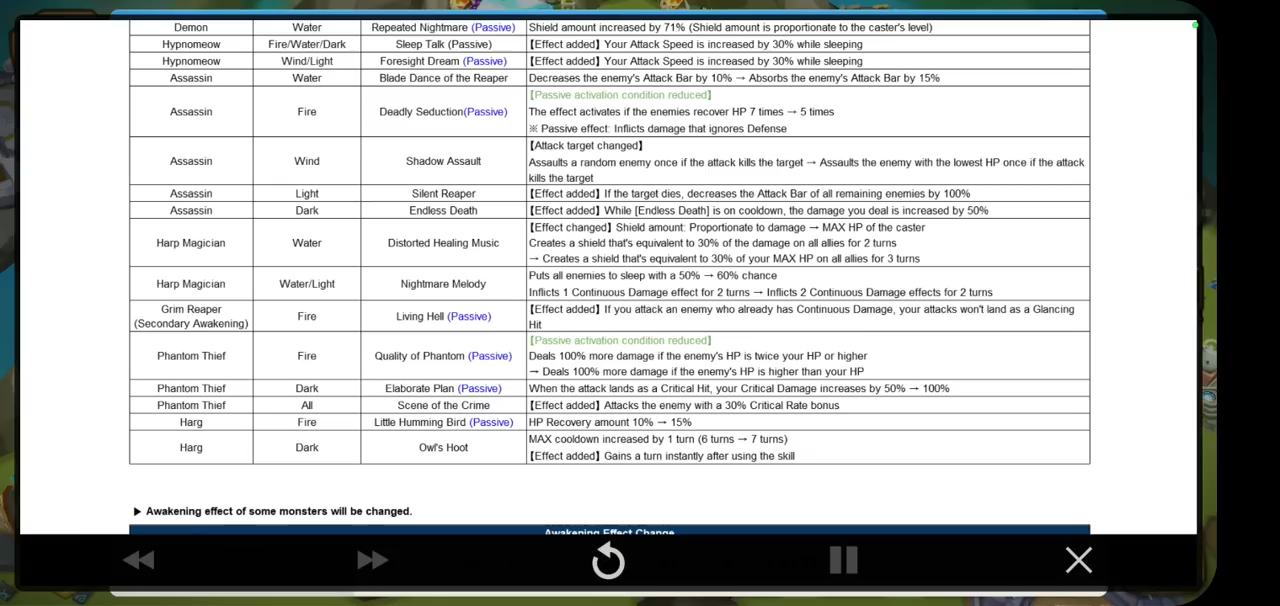 Demon Water Repeated Nightmare (Passive) Shield amount increased by 71% (Shield amount is proportionate to the caster's level)
Hypnomeow Fire/Water/Dark Sleep Talk (Passive) 【Effect added】 Your Attack Speed is increased by 30% while sleeping
Hypnomeow Wind/Light Foresight Dream (Passive) 【Effect added】 Your Attack Speed is increased by 30% while sleeping
Assassin Water Blade Dance of the Reaper Decreases the enemy's Attack Bar by 10% → Absorbs the enemy's Attack Bar by 15%
Assassin Fire Deadly Seduction(Passive)
【Passive activation condition reduced】
The effect activates if the enemies recover HP 7 times → 5 times
※ Passive effect: Inflicts damage that ignores Defense
Assassin Wind Shadow Assault
【Attack target changed】
Assaults a random enemy once if the attack kills the target → Assaults the enemy with the lowest HP once if the attack
kills the target
Assassin Light Silent Reaper 【Effect added】 If the target dies, decreases the Attack Bar of all remaining enemies by 100%
Assassin Dark Endless Death 【Effect added】 While [Endless Death] is on cooldown, the damage you deal is increased by 50%
Harp Magician Water Distorted Healing Music
【Effect changed】 Shield amount: Proportionate to damage → MAX HP of the caster
Creates a shield that's equivalent to 30% of the damage on all allies for 2 turns
→ Creates a shield that's equivalent to 30% of your MAX HP on all allies for 3 turns
Harp Magician Water/Light Nightmare Melody
Puts all enemies to sleep with a 50% → 60% chance
Inflicts 1 Continuous Damage effect for 2 turns → Inflicts 2 Continuous Damage effects for 2 turns
Grim Reaper
(Secondary Awakening) Fire Living Hell (Passive)
【Effect added】 If you attack an enemy who already has Continuous Damage, your attacks won't land as a Glancing
Hit
Phantom Thief Fire Quality of Phantom (Passive)
【Passive activation condition reduced】
Deals 100% more damage if the enemy's HP is twice your HP or higher
→ Deals 100% more damage if the enemy's HP is higher than your HP
Phantom Thief Dark Elaborate Plan (Passive) When the attack lands as a Critical Hit, your Critical Damage increases by 50% → 100%
Phantom Thief All Scene of the Crime 【Effect added】 Attacks the enemy with a 30% Critical Rate bonus
Harg Fire Little Humming Bird (Passive) HP Recovery amount 10% → 15%
Harg Dark Owl's Hoot
MAX cooldown increased by 1 turn (6 turns → 7 turns)
【Effect added】 Gains a turn instantly after using the skill
▶ Awakening effect of some monsters will be changed.
Awakening Effect Change